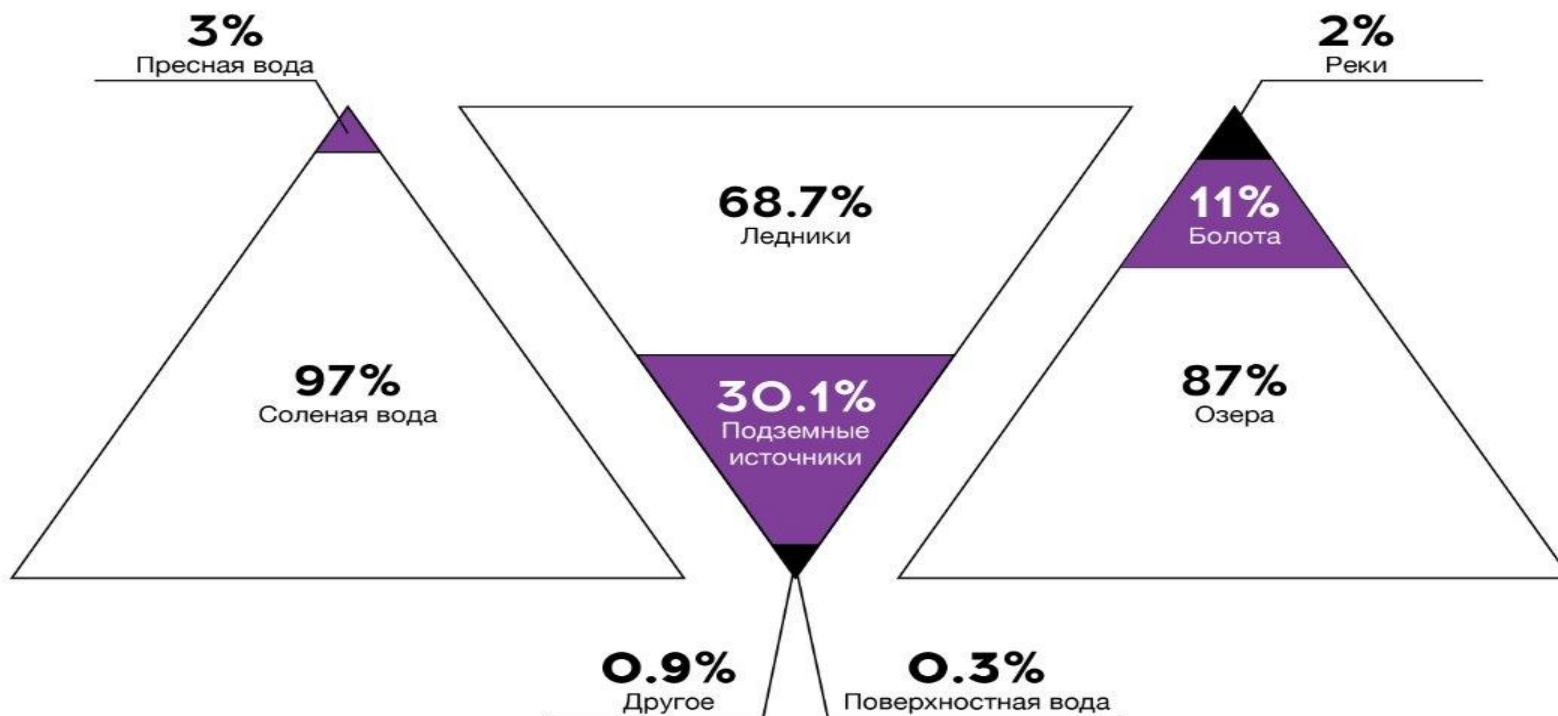 3%
Пресная вода
97%
Соленая вода
68.7%
Ледники
30.1%
Подземные
источники
0.9%
Другое
0.3%
Поверхностная вода
2%
Реки
11%
Болота
87%
Озера